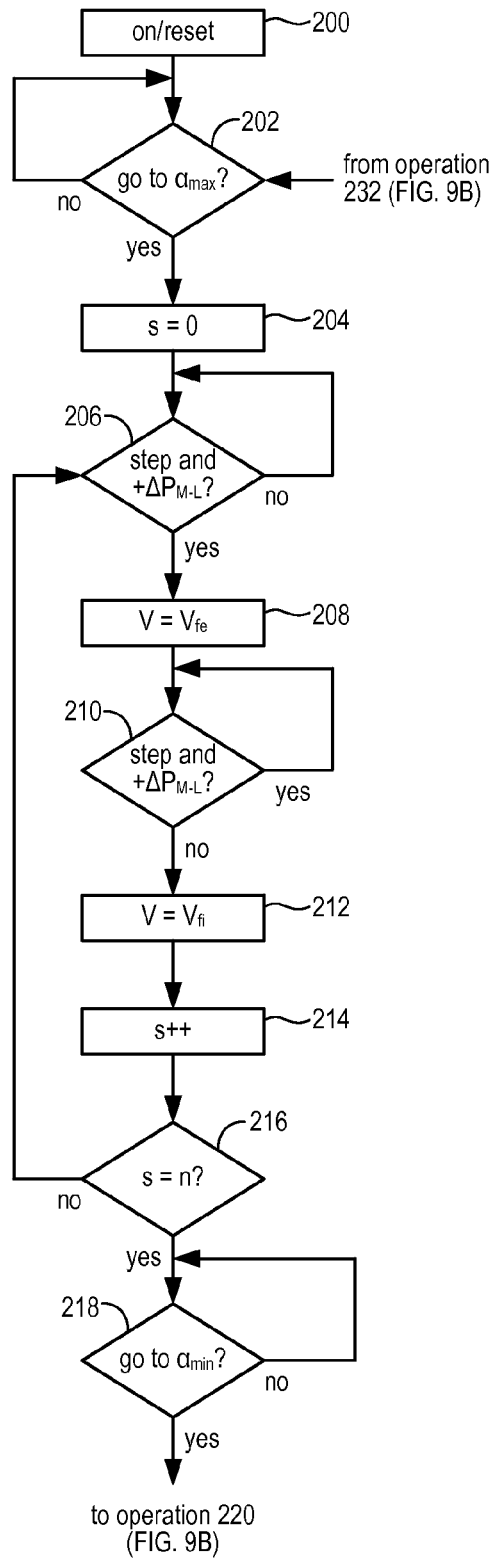 on/reset
200
202
go to αmax?
no
from operation
232 (FIG. 9B)
yes
s = 0
204
206
step and
+ΔPM-L?
no
yes
V = Vfe
208
210
step and
+ΔPM-L?
yes
no
V = Vfi
212
s++
214
216
s = n?
no
yes
218
go to αmin?
no
yes
to operation 220
(FIG. 9B)